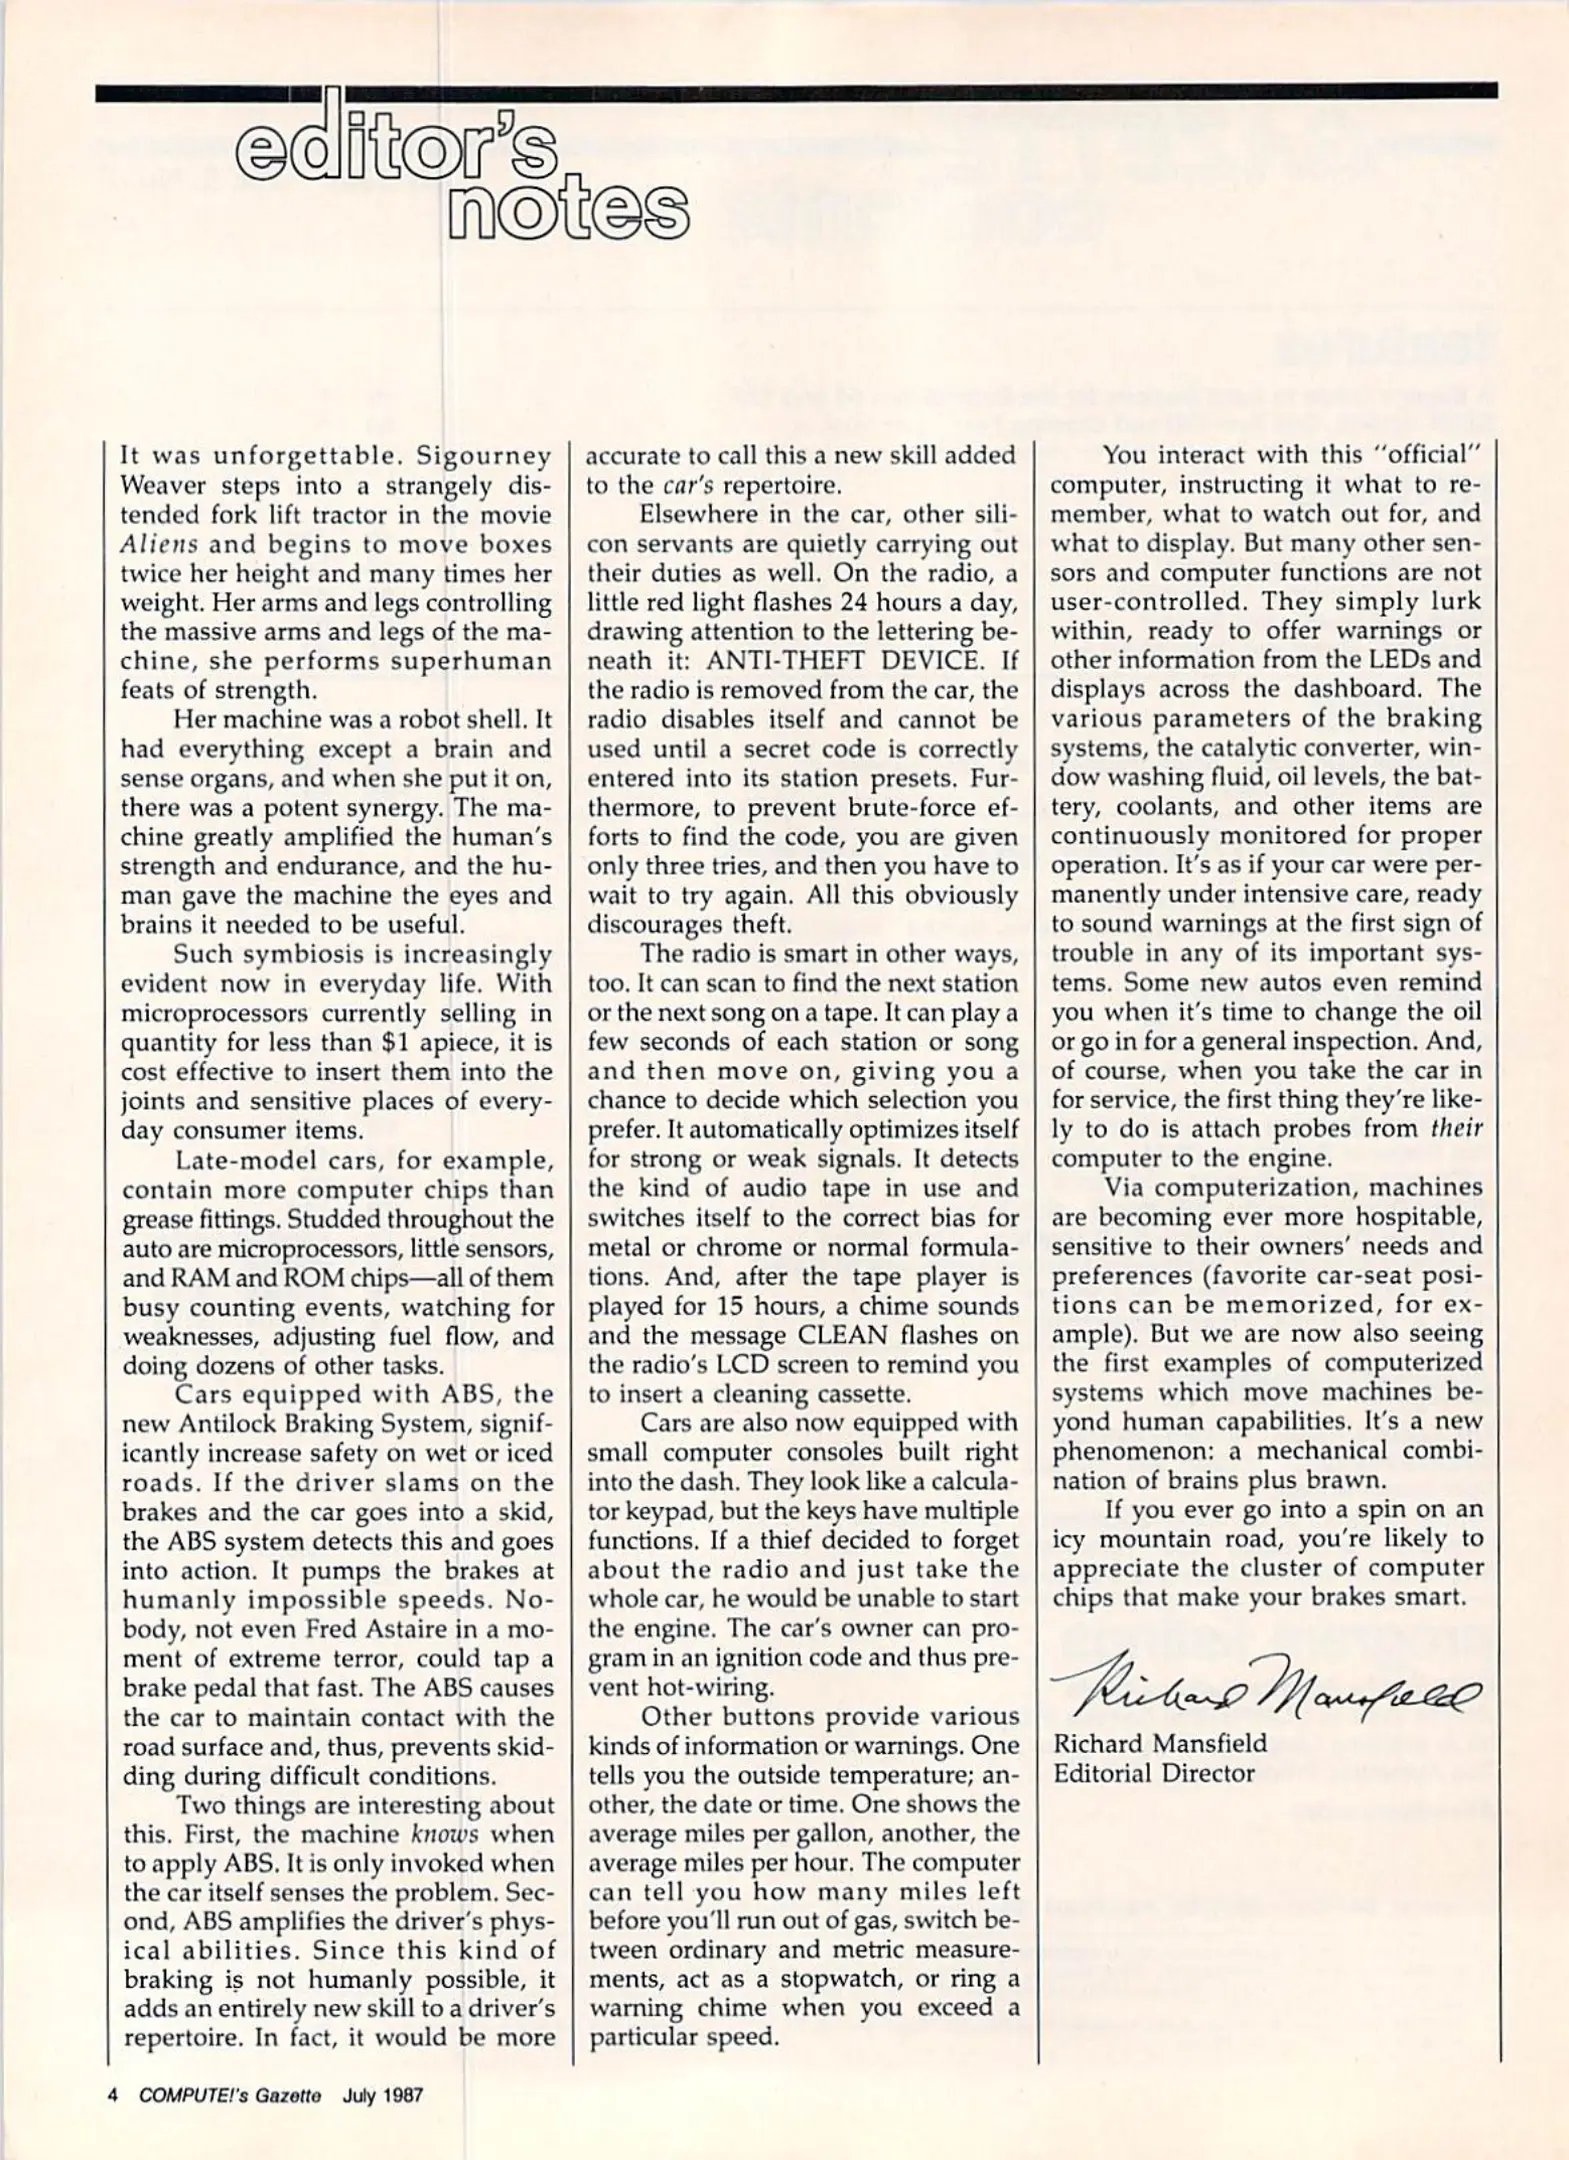 editor's
notes
It was unforgettable. Sigourney
Weaver steps into a strangely dis-
tended fork lift tractor in the movie
Aliens and begins to move boxes
twice her height and many times her
weight. Her arms and legs controlling
the massive arms and legs of the ma-
chine, she performs superhuman
feats of strength.
Her machine was a robot shell. It
had everything except a brain and
sense organs, and when she put it on,
there was a potent synergy. The ma-
chine greatly amplified the human's
strength and endurance, and the hu-
man gave the machine the eyes and
brains it needed to be useful.
Such symbiosis is increasingly
evident now in everyday life. With
microprocessors currently selling in
quantity for less than $1 apiece, it is
cost effective to insert them into the
joints and sensitive places of every-
day consumer items.
Late-model cars, for example,
contain more computer chips than
grease fittings. Studded throughout the
auto are microprocessors, little sensors,
and RAM and ROM chips—all of them
busy counting events, watching for
weaknesses, adjusting fuel flow, and
doing dozens of other tasks.
Cars equipped with ABS, the
new Antilock Braking System, signif-
icantly increase safety on wet or iced
roads. If the driver slams on the
brakes and the car goes into a skid,
the ABS system detects this and goes
into action. It pumps the brakes at
humanly impossible speeds. No-
body, not even Fred Astaire in a mo-
ment of extreme terror, could tap a
brake pedal that fast. The ABS causes
the car to maintain contact with the
road surface and, thus, prevents skid-
ding during difficult conditions.
Two things are interesting about
this. First, the machine knows when
to apply ABS. It is only invoked when
the car itself senses the problem. Sec-
ond, ABS amplifies the driver's phys-
ical abilities. Since this kind of
braking is not humanly possible, it
adds an entirely new skill to a driver's
repertoire. In fact, it would be more
accurate to call this a new skill added
to the car's repertoire.
Elsewhere in the car, other sili-
con servants are quietly carrying out
their duties as well. On the radio, a
little red light flashes 24 hours a day,
drawing attention to the lettering be-
neath it: ANTI-THEFT DEVICE. If
the radio is removed from the car, the
radio disables itself and cannot be
used until a secret code is correctly
entered into its station presets. Fur-
thermore, to prevent brute-force ef-
forts to find the code, you are given
only three tries, and then you have to
wait to try again. All this obviously
discourages theft.
The radio is smart in other ways,
too. It can scan to find the next station
or the next song on a tape. It can play a
few seconds of each station or song
and then move on, giving you a
chance to decide which selection you
prefer. It automatically optimizes itself
for strong or weak signals. It detects
the kind of audio tape in use and
switches itself to the correct bias for
metal or chrome or normal formula-
tions. And, after the tape player is
played for 15 hours, a chime sounds
and the message CLEAN flashes on
the radio's LCD screen to remind you
to insert a cleaning cassette.
Cars are also now equipped with
small computer consoles built right
into the dash. They look like a calcula-
tor keypad, but the keys have multiple
functions. If a thief decided to forget
about the radio and just take the
whole car, he would be unable to start
the engine. The car's owner can pro-
gram in an ignition code and thus pre-
vent hot-wiring.
Other buttons provide various
kinds of information or warnings. One
tells you the outside temperature; an-
other, the date or time. One shows the
average miles per gallon, another, the
average miles per hour. The computer
can tell you how many miles left
before you'll run out of gas, switch be-
tween ordinary and metric measure-
ments, act as a stopwatch, or ring a
warning chime when you exceed a
particular speed.
You interact with this "official"
computer, instructing it what to re-
member, what to watch out for, and
what to display. But many other sen-
sors and computer functions are not
user-controlled. They simply lurk
within, ready to offer warnings or
other information from the LEDs and
displays across the dashboard. The
various parameters of the braking
systems, the catalytic converter, win-
dow washing fluid, oil levels, the bat-
tery, coolants, and other items are
continuously monitored for proper
operation. It's as if your car were per-
manently under intensive care, ready
to sound warnings at the first sign of
trouble in any of its important sys-
tems. Some new autos even remind
you when it's time to change the oil
or go in for a general inspection. And,
of course, when you take the car in
for service, the first thing they're like-
ly to do is attach probes from their
computer to the engine.
Via computerization, machines
are becoming ever more hospitable,
sensitive to their owners' needs and
preferences (favorite car-seat posi-
tions can be memorized, for ex-
ample). But we are now also seeing
the first examples of computerized
systems which move machines be-
yond human capabilities. It's a new
phenomenon: a mechanical combi-
nation of brains plus brawn.
If you ever go into a spin on an
icy mountain road, you're likely to
appreciate the cluster of computer
chips that make your brakes smart.
Richard Mansfield
Richard Mansfield
Editorial Director
4 COMPUTE!'s Gazette July 1987